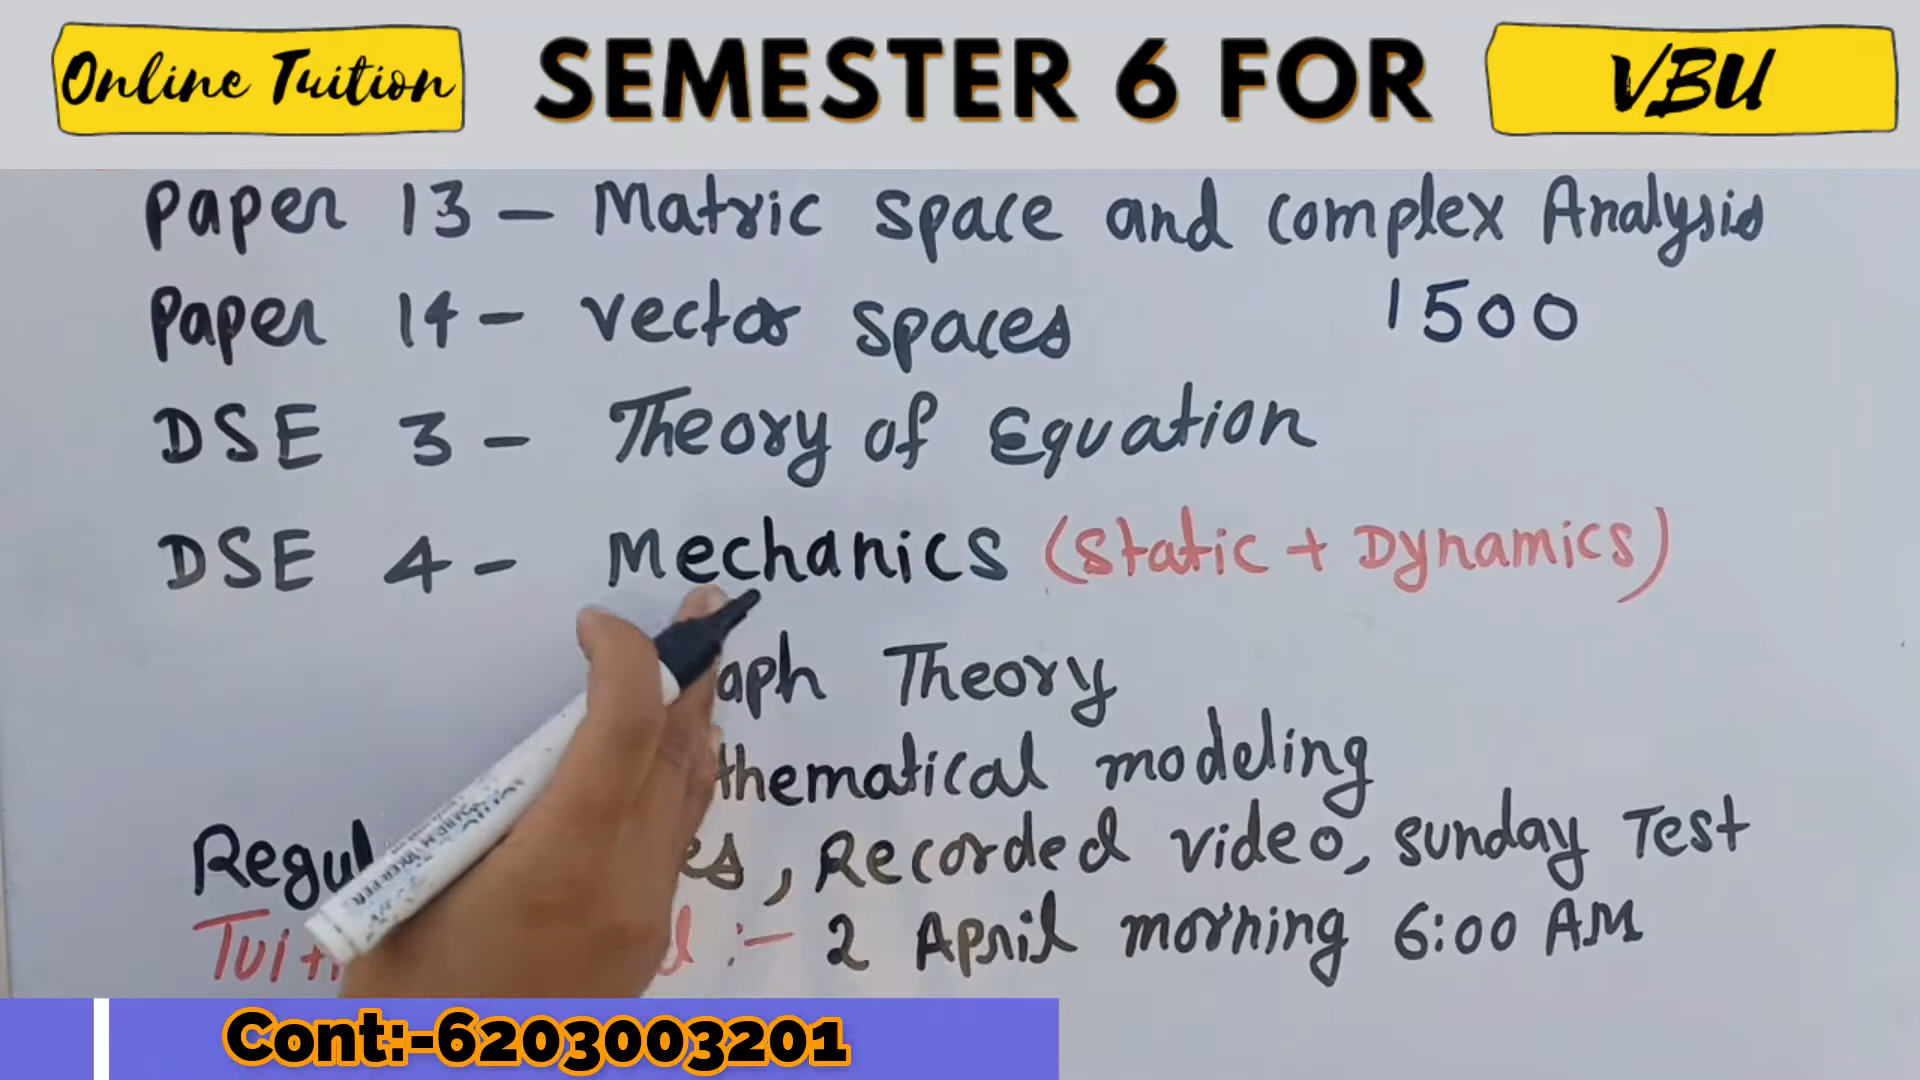 Online Tuition SEMESTER 6 FOR VBU
Paper 13 - Matric space and complex Analysis
Paper 14 - vector spaces 1500
DSE 3 - Theory of Equation
DSE 4 - Mechanics (Static + Dynamics)
aph Theory
thematical modeling
Regul es, Recorded video, Sunday Test
Tuiti d :- 2 April morning 6:00 AM
Cont:-6203003201